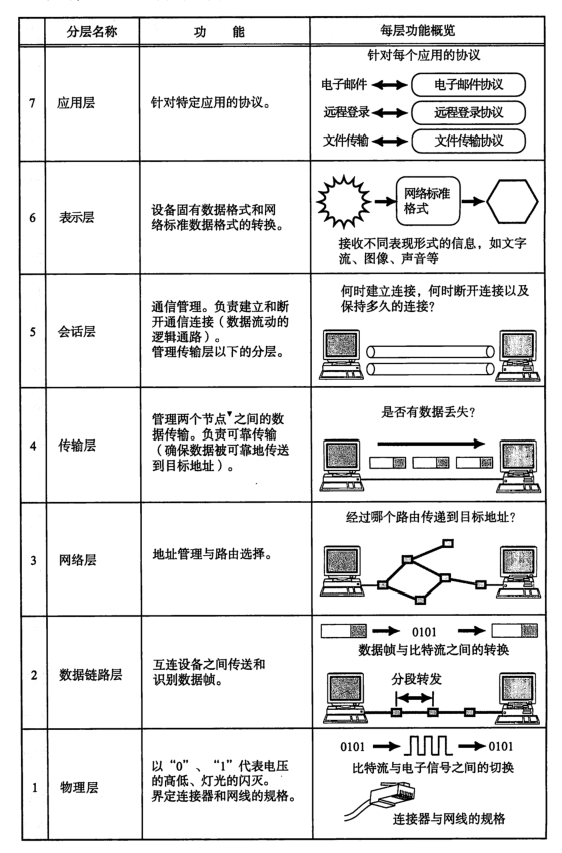 分层名称
功 能
每层功能概览
7
应用层
针对特定应用的协议。
针对每个应用的协议
电子邮件
电子邮件协议
远程登录
远程登录协议
文件传输
文件传输协议
6
表示层
设备固有数据格式和网
络标准数据格式的转换。
网络标准
格式
接收不同表现形式的信息，如文字
流、图像、声音等
5
会话层
通信管理。负责建立和断
开通信连接（数据流动的
逻辑通路）。
管理传输层以下的分层。
何时建立连接，何时断开连接以及
保持多久的连接？
4
传输层
管理两个节点▼之间的数
据传输。负责可靠传输
（确保数据被可靠地传送
到目标地址）。
是否有数据丢失？
3
网络层
地址管理与路由选择。
经过哪个路由传递到目标地址？
2
数据链路层
互连设备之间传送和
识别数据帧。
0101
数据帧与比特流之间的转换
分段转发
1
物理层
以“0”、“1”代表电压
的高低、灯光的闪灭。
界定连接器和网线的规格。
0101
0101
比特流与电子信号之间的切换
连接器与网线的规格